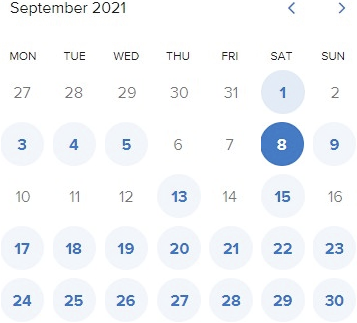 September 2021 < >
MON TUE WED THU FRI SAT SUN
27 28 29 30 31 1 2
3 4 5 6 7 8 9
10 11 12 13 14 15 16
17 18 19 20 21 22 23
24 25 26 27 28 29 30